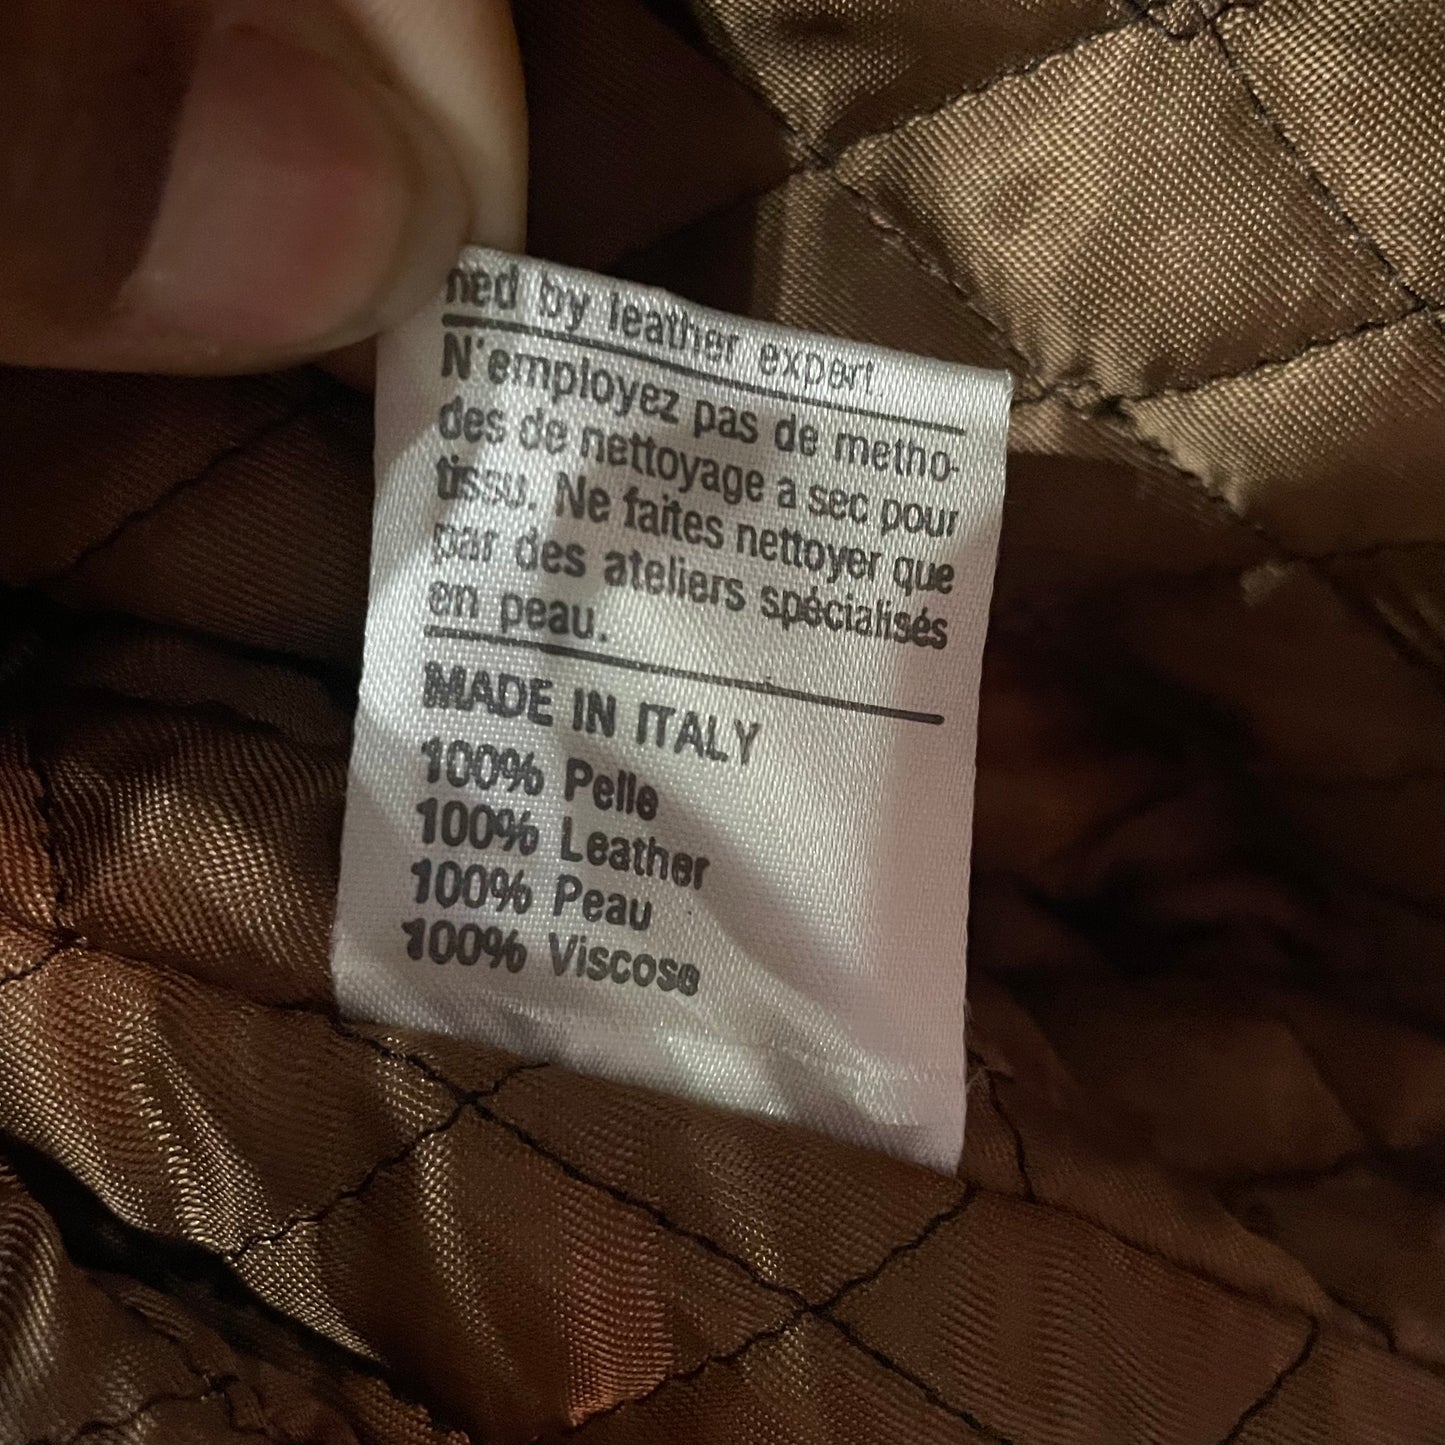 ned by leather expert
N'employez pas de metho-
des de nettoyage a sec pour
tissu. Ne faites nettoyer que
par des ateliers spécialisés
en peau.
MADE IN ITALY
100% Pelle
100% Leather
100% Peau
100% Viscose